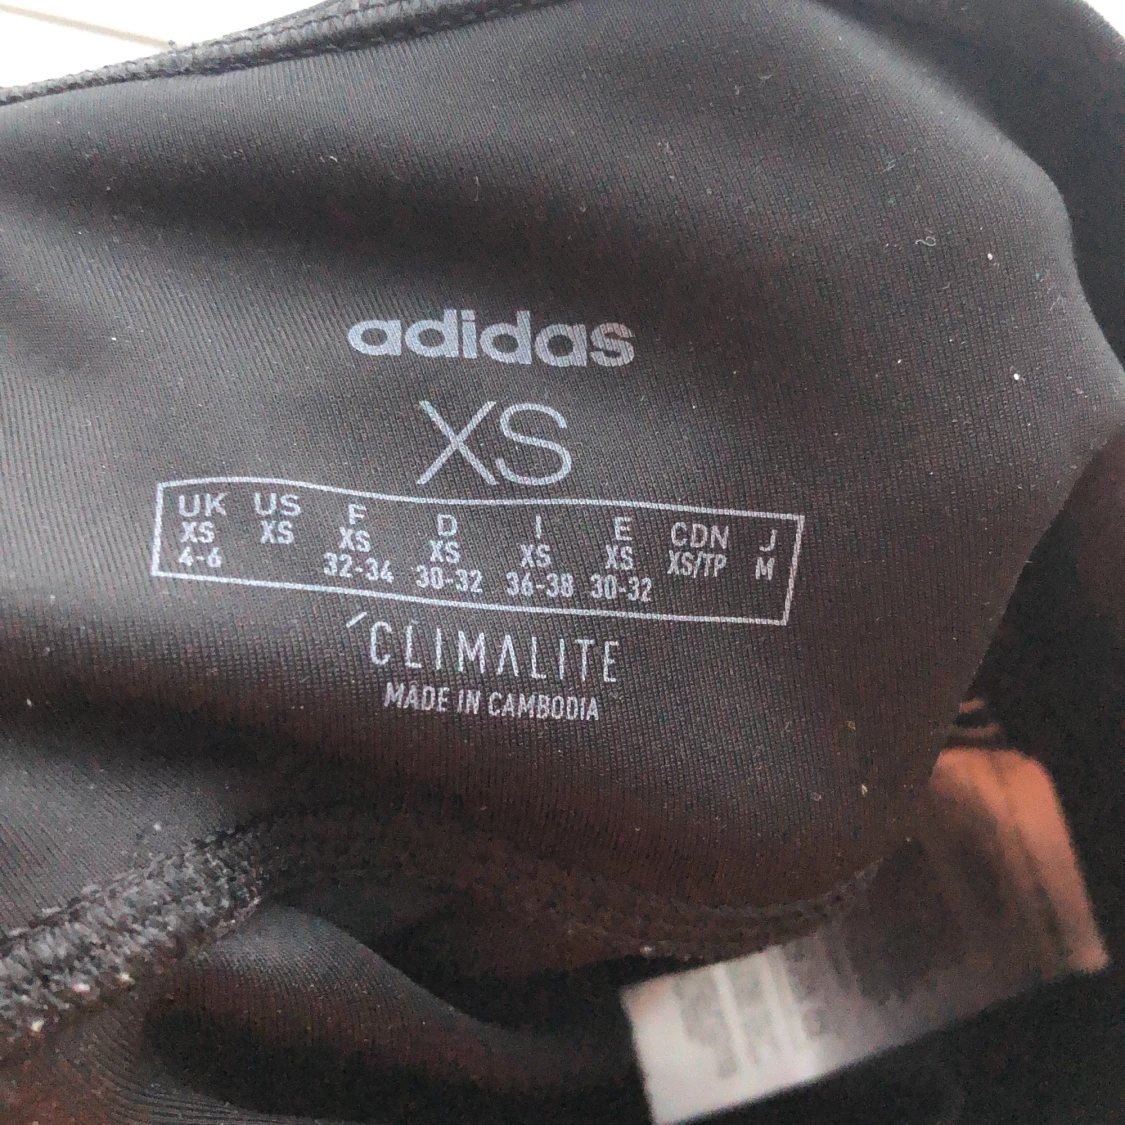 adidas
XS
UK US F D I E CDN J
XS XS XS XS XS XS XS/TP M
4-6 32-34 30-32 36-38 30-32
CLIMALITE
MADE IN CAMBODIA